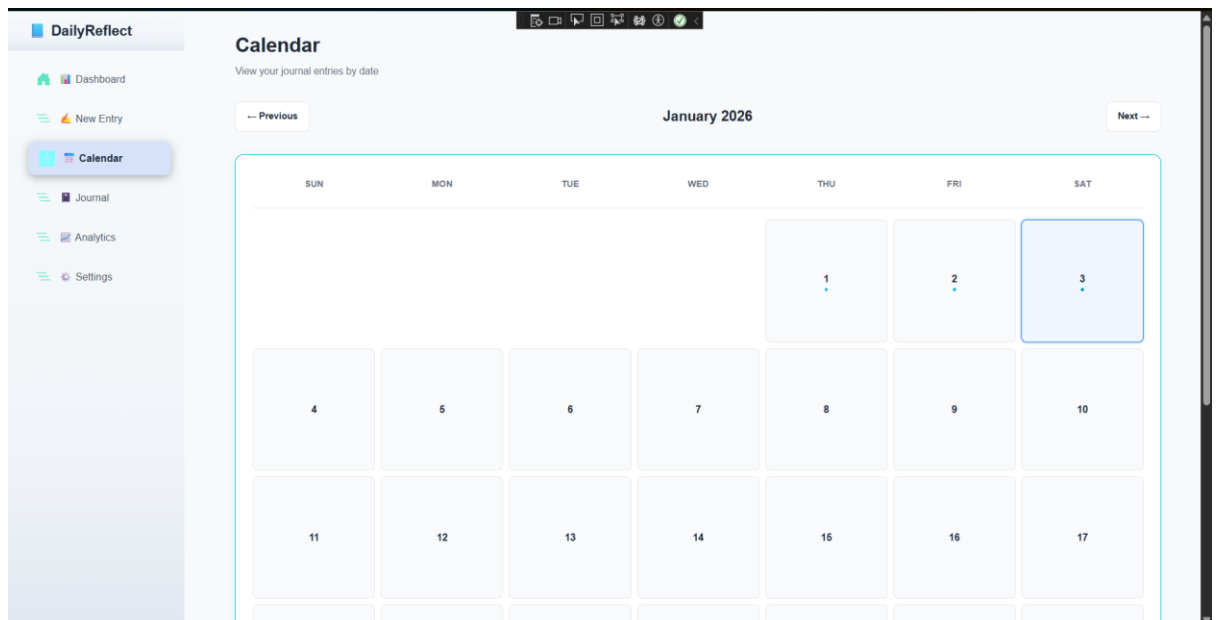 DailyReflect
Dashboard
New Entry
Calendar
Journal
Analytics
Settings
Calendar
View your journal entries by date
← Previous
January 2026
Next →
SUN MON TUE WED THU FRI SAT
1 2 3
4 5 6 7 8 9 10
11 12 13 14 15 16 17